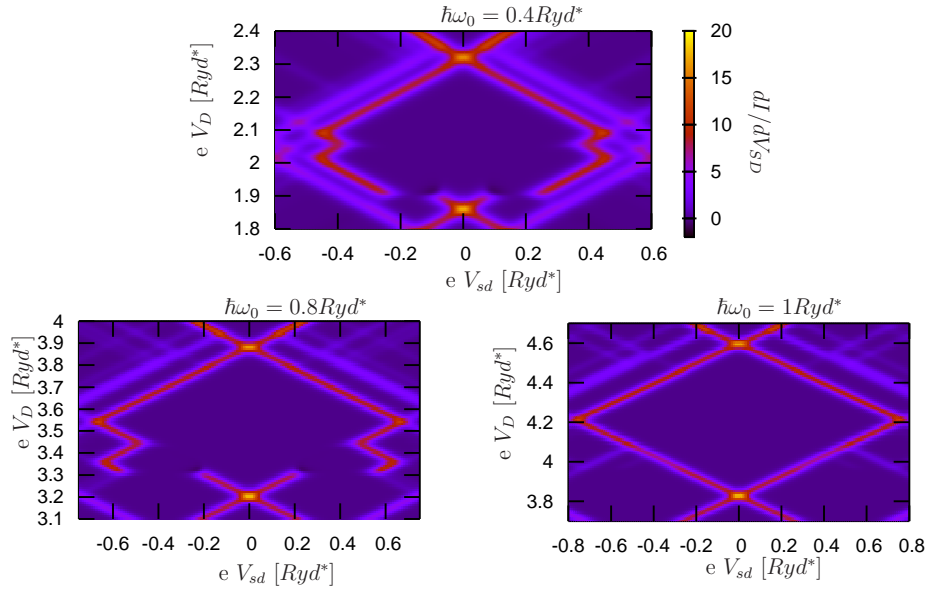 ℏω₀ = 0.4Ryd*
e V_D [Ryd*]
2.4
2.3
2.2
2.1
2
1.9
1.8
-0.6 -0.4 -0.2 0 0.2 0.4 0.6
e V_sd [Ryd*]
20
15
10
5
0
dI/dV_SD
ℏω₀ = 0.8Ryd*
e V_D [Ryd*]
4
3.9
3.8
3.7
3.6
3.5
3.4
3.3
3.2
3.1
-0.6 -0.4 -0.2 0 0.2 0.4 0.6
e V_sd [Ryd*]
ℏω₀ = 1Ryd*
e V_D [Ryd*]
4.6
4.4
4.2
4
3.8
-0.8 -0.6 -0.4 -0.2 0 0.2 0.4 0.6 0.8
e V_sd [Ryd*]